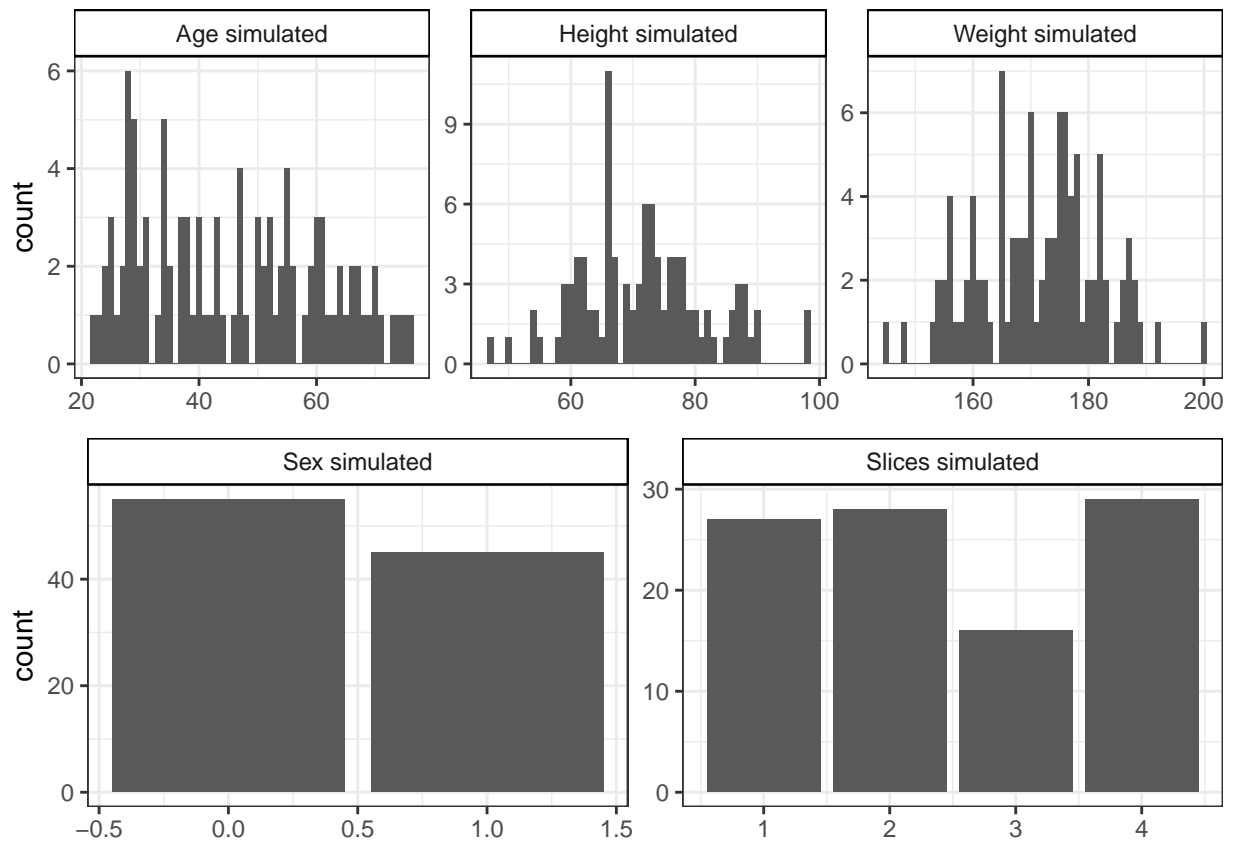 Age simulated
Height simulated
Weight simulated
count
6
4
2
0
20 40 60
9
6
3
0
60 80 100
6
4
2
0
160 180 200
Sex simulated
Slices simulated
count
40
20
0
−0.5 0.0 0.5 1.0 1.5
30
20
10
0
1 2 3 4